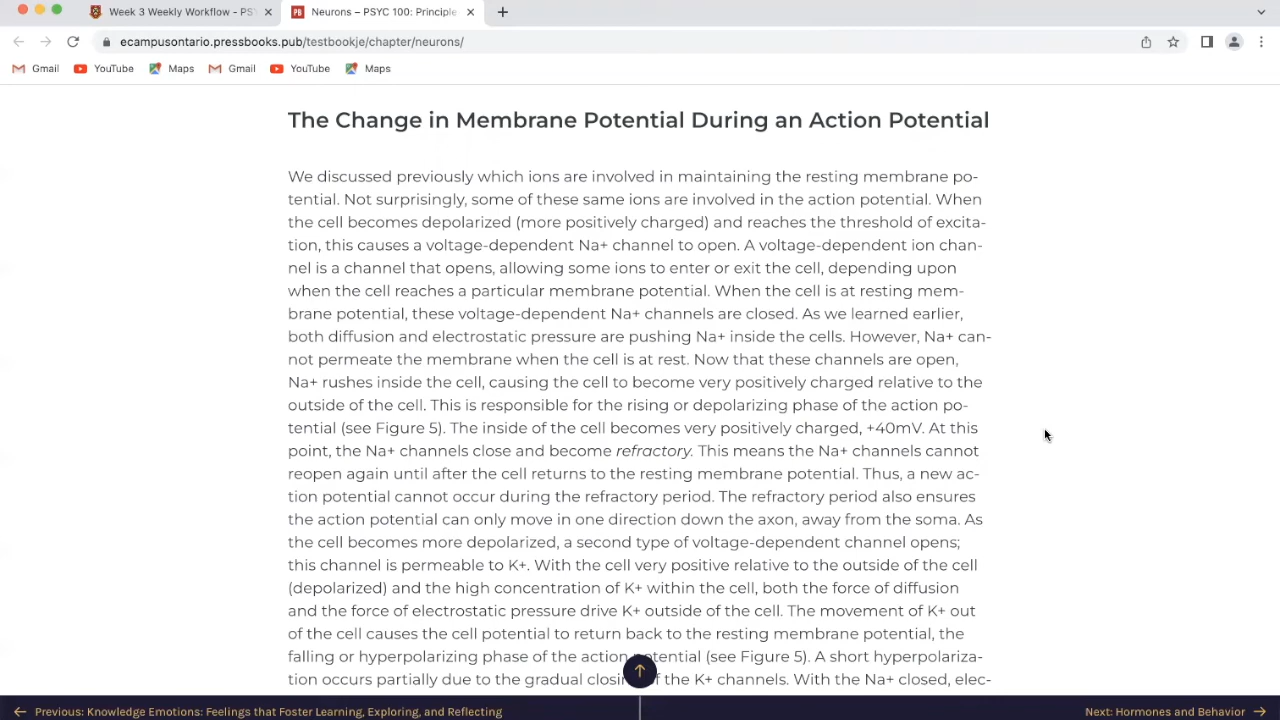 Week 3 Weekly Workflow - PS
Neurons – PSYC 100: Principle
ecampusontario.pressbooks.pub/testbookje/chapter/neurons/
Gmail YouTube Maps Gmail YouTube Maps
The Change in Membrane Potential During an Action Potential
We discussed previously which ions are involved in maintaining the resting membrane po-
tential. Not surprisingly, some of these same ions are involved in the action potential. When
the cell becomes depolarized (more positively charged) and reaches the threshold of excita-
tion, this causes a voltage-dependent Na+ channel to open. A voltage-dependent ion chan-
nel is a channel that opens, allowing some ions to enter or exit the cell, depending upon
when the cell reaches a particular membrane potential. When the cell is at resting mem-
brane potential, these voltage-dependent Na+ channels are closed. As we learned earlier,
both diffusion and electrostatic pressure are pushing Na+ inside the cells. However, Na+ can-
not permeate the membrane when the cell is at rest. Now that these channels are open,
Na+ rushes inside the cell, causing the cell to become very positively charged relative to the
outside of the cell. This is responsible for the rising or depolarizing phase of the action po-
tential (see Figure 5). The inside of the cell becomes very positively charged, +40mV. At this
point, the Na+ channels close and become refractory. This means the Na+ channels cannot
reopen again until after the cell returns to the resting membrane potential. Thus, a new ac-
tion potential cannot occur during the refractory period. The refractory period also ensures
the action potential can only move in one direction down the axon, away from the soma. As
the cell becomes more depolarized, a second type of voltage-dependent channel opens;
this channel is permeable to K+. With the cell very positive relative to the outside of the cell
(depolarized) and the high concentration of K+ within the cell, both the force of diffusion
and the force of electrostatic pressure drive K+ outside of the cell. The movement of K+ out
of the cell causes the cell potential to return back to the resting membrane potential, the
falling or hyperpolarizing phase of the action potential (see Figure 5). A short hyperpolariza-
tion occurs partially due to the gradual closin f the K+ channels. With the Na+ closed, elec-
← Previous: Knowledge Emotions: Feelings that Foster Learning, Exploring, and Reflecting
Next: Hormones and Behavior →